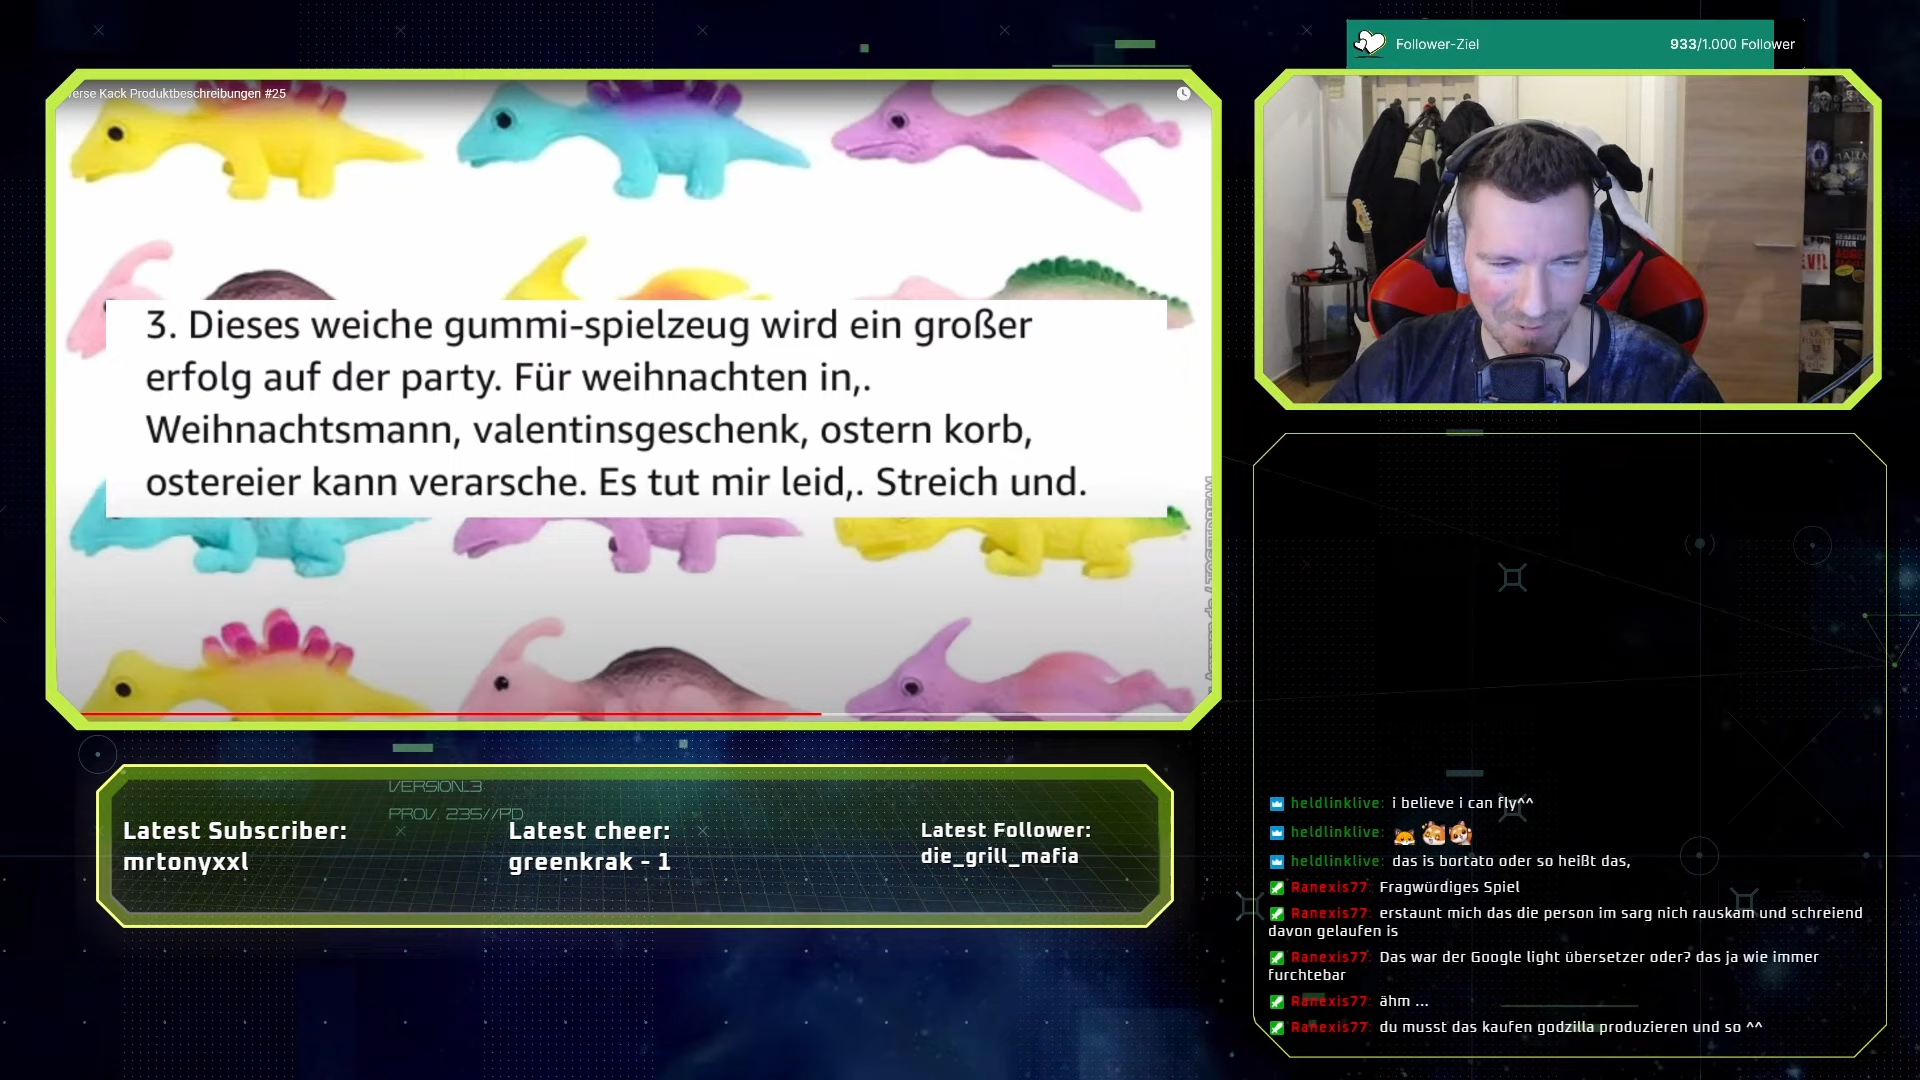 Follower-Ziel
933/1.000 Follower
erse Kack Produktbeschreibungen #25
3. Dieses weiche gummi-spielzeug wird ein großer
erfolg auf der party. Für weihnachten in,.
Weihnachtsmann, valentinsgeschenk, ostern korb,
ostereier kann verarsche. Es tut mir leid,. Streich und.
VERSION_3
PROV. 235//PD
Latest Subscriber:
mrtonyxxl
Latest cheer:
greenkrak - 1
Latest Follower:
die_grill_mafia
heldlinklive: i believe i can fly^^
heldlinklive:
heldlinklive: das is bortato oder so heißt das,
Ranexis77: Fragwürdiges Spiel
Ranexis77: erstaunt mich das die person im sarg nich rauskam und schreiend
davon gelaufen is
Ranexis77: Das war der Google light übersetzer oder? das ja wie immer
furchtebar
Ranexis77: ähm ...
Ranexis77: du musst das kaufen godzilla produzieren und so ^^